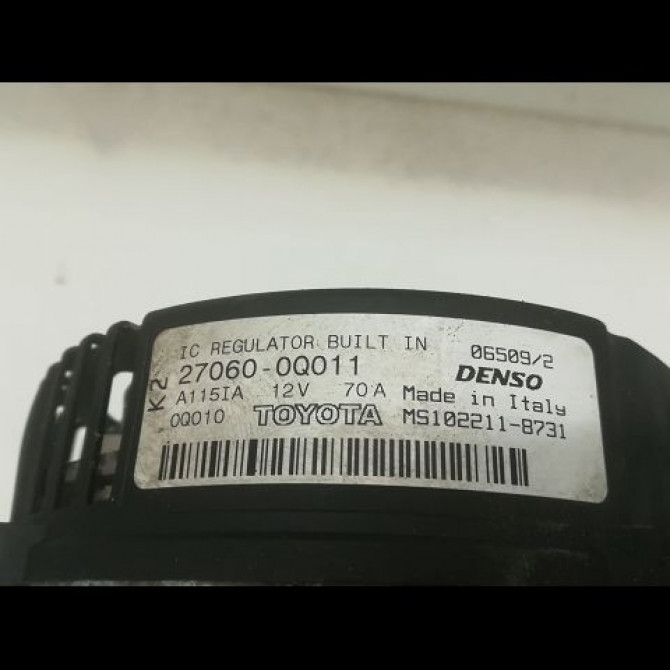 IC REGULATOR BUILT IN 06509/2
K2 27060-0Q011 DENSO
A115IA 12V 70A Made in Italy
0Q010 TOYOTA MS102211-8731